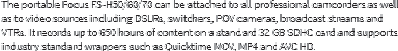 The portable Focus FS-H50/60/70 can be attached to all professional camcorders as well
as to video sources including DSLRs, switchers, POV cameras, broadcast streams and
VTRs. It records up to 650 hours of content on a standard 32 GB SDHC card and supports
industry standard wrappers such as Quicktime MOV, MP4 and AVC HD.